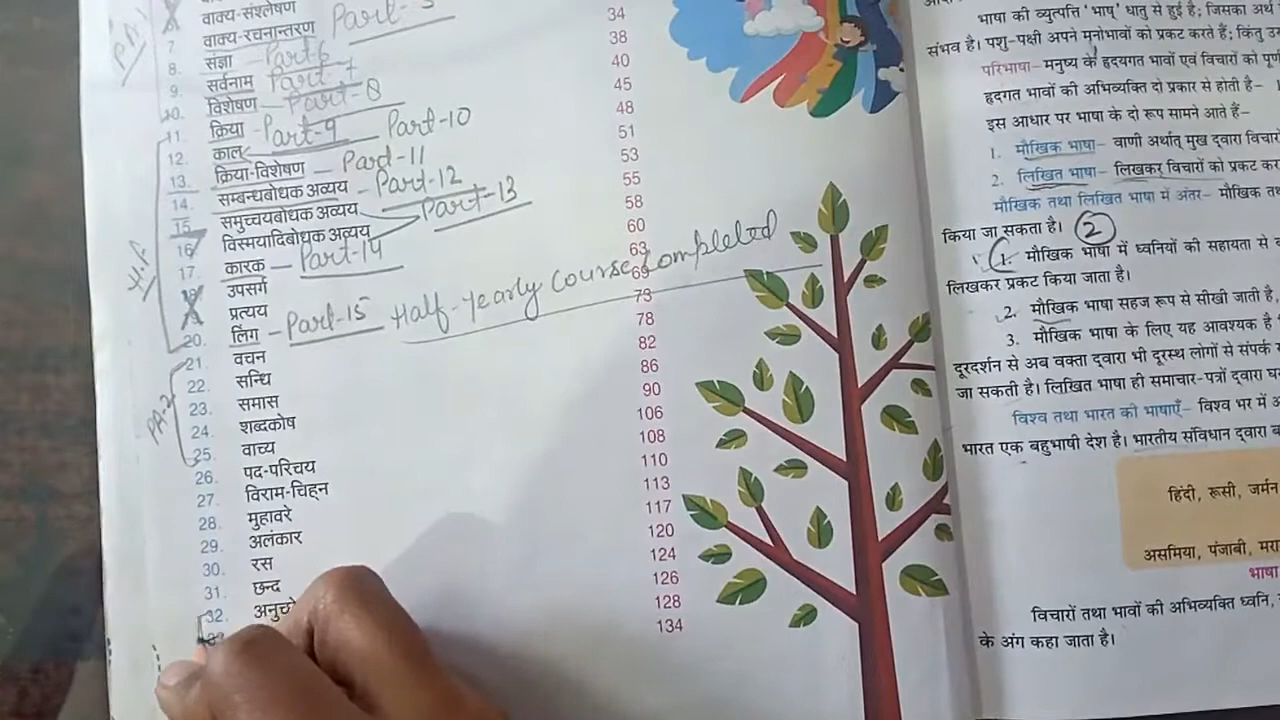 वाक्य-संश्लेषण 34
7. वाक्य-रचनान्तरण Part-5 38
8. संज्ञा - Part-6 40
9. सर्वनाम Part-7 45
10. विशेषण - Part-8 48
11. क्रिया - Part-9 Part-10 51
12. काल 53
13. क्रिया-विशेषण - Part-11 55
14. सम्बन्धबोधक अव्यय - Part-12 58
15. समुच्चयबोधक अव्यय Part-13 60
16. विस्मयादिबोधक अव्यय 63
17. कारक - Part-14 69
उपसर्ग 73
प्रत्यय 78
20. लिंग - Part-15 Half-Yearly Course Completed 82
21. वचन 86
22. सन्धि 90
23. समास 106
24. शब्दकोष 108
25. वाच्य 110
26. पद-परिचय 113
27. विराम-चिह्न 117
28. मुहावरे 120
29. अलंकार 124
30. रस 126
31. छन्द 128
32. 134
PA-2
भाषा की व्युत्पत्ति 'भाष्' धातु से हुई है; जिसका अर्थ
संभव है। पशु-पक्षी अपने मनोभावों को प्रकट करते हैं; किंतु
परिभाषा- मनुष्य के हृदयगत भावों एवं विचारों को
हृदगत भावों की अभिव्यक्ति दो प्रकार से होती है-
इस आधार पर भाषा के दो रूप सामने आते हैं-
1. मौखिक भाषा- वाणी अर्थात् मुख द्वारा
2. लिखित भाषा- लिखकर विचारों को प्रकट
मौखिक तथा लिखित भाषा में अंतर- मौखिक
किया जा सकता है। 2
1. मौखिक भाषा में ध्वनियों की सहायता से
लिखकर प्रकट किया जाता है।
2. मौखिक भाषा सहज रूप से सीखी जाती है,
3. मौखिक भाषा के लिए यह आवश्यक है
दूरदर्शन से अब वक्ता द्वारा भी दूरस्थ लोगों से संपर्क
जा सकती है। लिखित भाषा ही समाचार-पत्रों द्वारा
विश्व तथा भारत की भाषाएँ- विश्व भर में
भारत एक बहुभाषी देश है। भारतीय संविधान द्वारा
हिंदी, रूसी, जर्मन
असमिया, पंजाबी,
भाषा
विचारों तथा भावों की अभिव्यक्ति ध्वनि,
के अंग कहा जाता है।